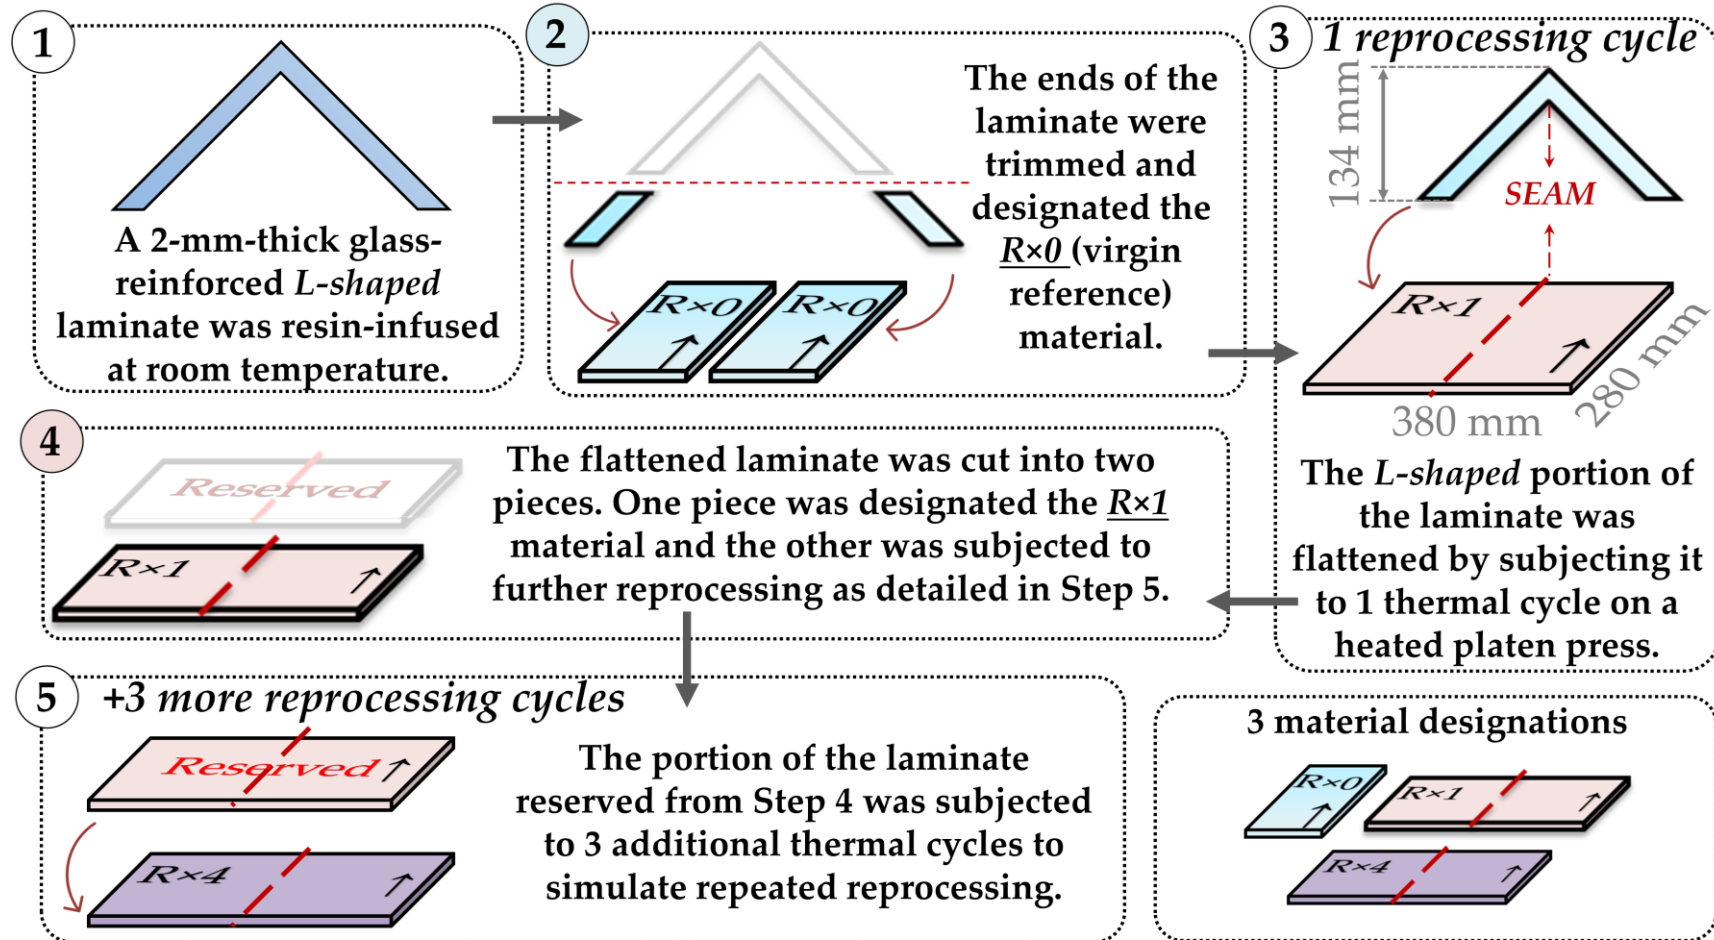 1
A 2-mm-thick glass-
reinforced L-shaped
laminate was resin-infused
at room temperature.
2
The ends of the
laminate were
trimmed and
designated the
R×0 (virgin
reference)
material.
R×0
R×0
3
1 reprocessing cycle
134 mm
SEAM
R×1
380 mm
280 mm
The L-shaped portion of
the laminate was
flattened by subjecting it
to 1 thermal cycle on a
heated platen press.
4
Reserved
R×1
The flattened laminate was cut into two
pieces. One piece was designated the R×1
material and the other was subjected to
further reprocessing as detailed in Step 5.
5
+3 more reprocessing cycles
Reserved
R×4
The portion of the laminate
reserved from Step 4 was subjected
to 3 additional thermal cycles to
simulate repeated reprocessing.
3 material designations
R×0
R×1
R×4